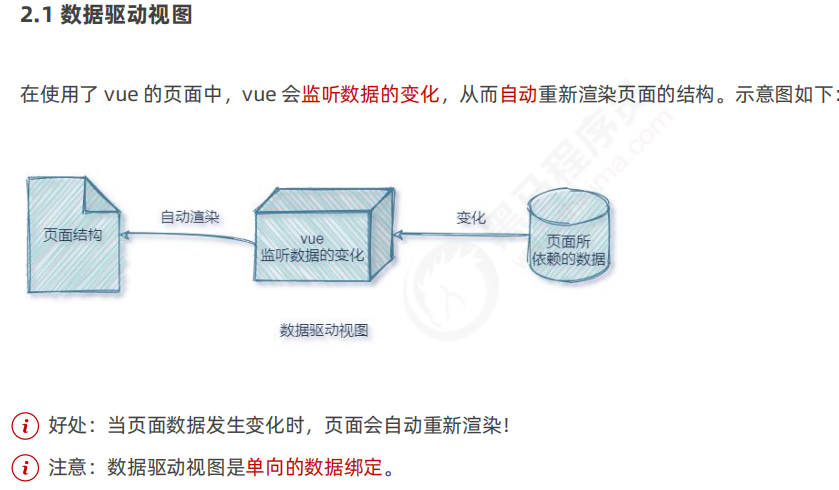 2.1 数据驱动视图
在使用了 vue 的页面中，vue 会监听数据的变化，从而自动重新渲染页面的结构。示意图如下：
页面结构
自动渲染
vue
监听数据的变化
变化
页面所
依赖的数据
数据驱动视图
好处：当页面数据发生变化时，页面会自动重新渲染！
注意：数据驱动视图是单向的数据绑定。